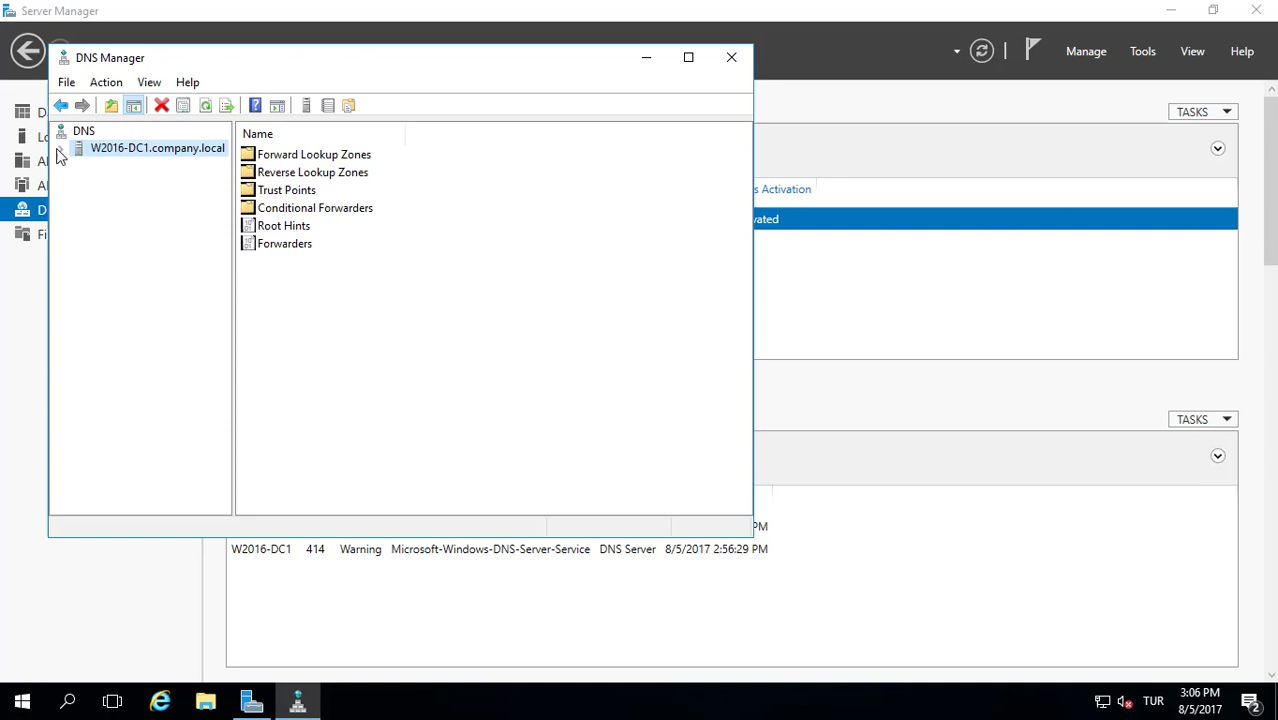 Server Manager
Manage Tools View Help
DNS Manager
File Action View Help
DNS
W2016-DC1.company.local
Name
Forward Lookup Zones
Reverse Lookup Zones
Trust Points
Conditional Forwarders
Root Hints
Forwarders
TASKS
s Activation
vated
TASKS
PM
W2016-DC1 414 Warning Microsoft-Windows-DNS-Server-Service DNS Server 8/5/2017 2:56:29 PM
TUR
3:06 PM
8/5/2017
2